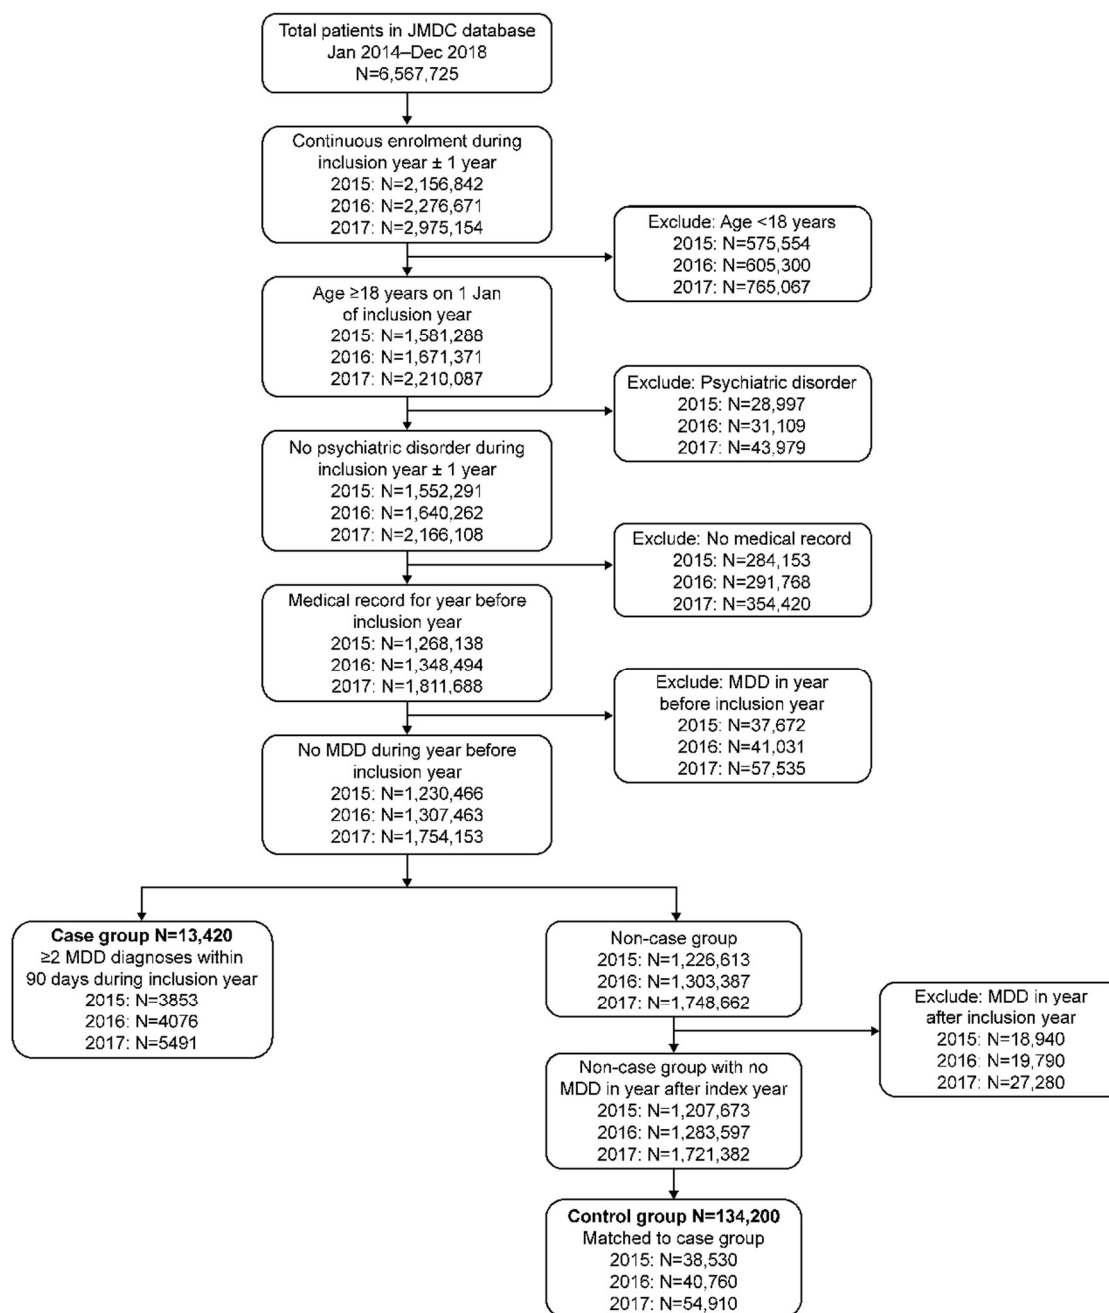 Total patients in JMDC database
Jan 2014–Dec 2018
N=6,567,725
Continuous enrolment during
inclusion year ± 1 year
2015: N=2,156,842
2016: N=2,276,671
2017: N=2,975,154
Exclude: Age <18 years
2015: N=575,554
2016: N=605,300
2017: N=765,067
Age ≥18 years on 1 Jan
of inclusion year
2015: N=1,581,288
2016: N=1,671,371
2017: N=2,210,087
Exclude: Psychiatric disorder
2015: N=28,997
2016: N=31,109
2017: N=43,979
No psychiatric disorder during
inclusion year ± 1 year
2015: N=1,552,291
2016: N=1,640,262
2017: N=2,166,108
Exclude: No medical record
2015: N=284,153
2016: N=291,768
2017: N=354,420
Medical record for year before
inclusion year
2015: N=1,268,138
2016: N=1,348,494
2017: N=1,811,688
Exclude: MDD in year
before inclusion year
2015: N=37,672
2016: N=41,031
2017: N=57,535
No MDD during year before
inclusion year
2015: N=1,230,466
2016: N=1,307,463
2017: N=1,754,153
Case group N=13,420
≥2 MDD diagnoses within
90 days during inclusion year
2015: N=3853
2016: N=4076
2017: N=5491
Non-case group
2015: N=1,226,613
2016: N=1,303,387
2017: N=1,748,662
Exclude: MDD in year
after inclusion year
2015: N=18,940
2016: N=19,790
2017: N=27,280
Non-case group with no
MDD in year after index year
2015: N=1,207,673
2016: N=1,283,597
2017: N=1,721,382
Control group N=134,200
Matched to case group
2015: N=38,530
2016: N=40,760
2017: N=54,910